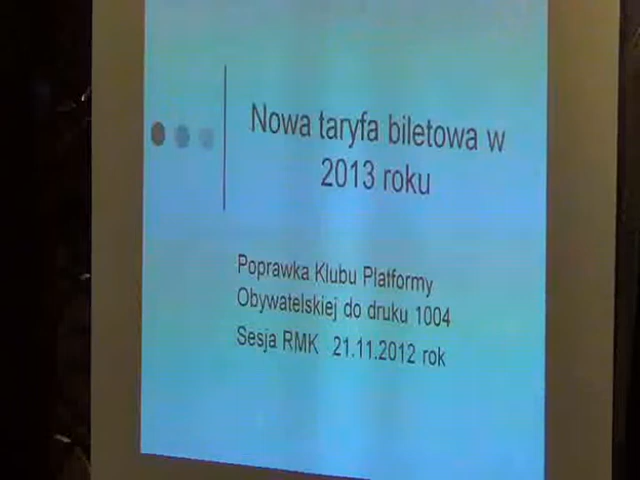 Nowa taryfa biletowa w
2013 roku
Poprawka Klubu Platformy
Obywatelskiej do druku 1004
Sesja RMK 21.11.2012 rok